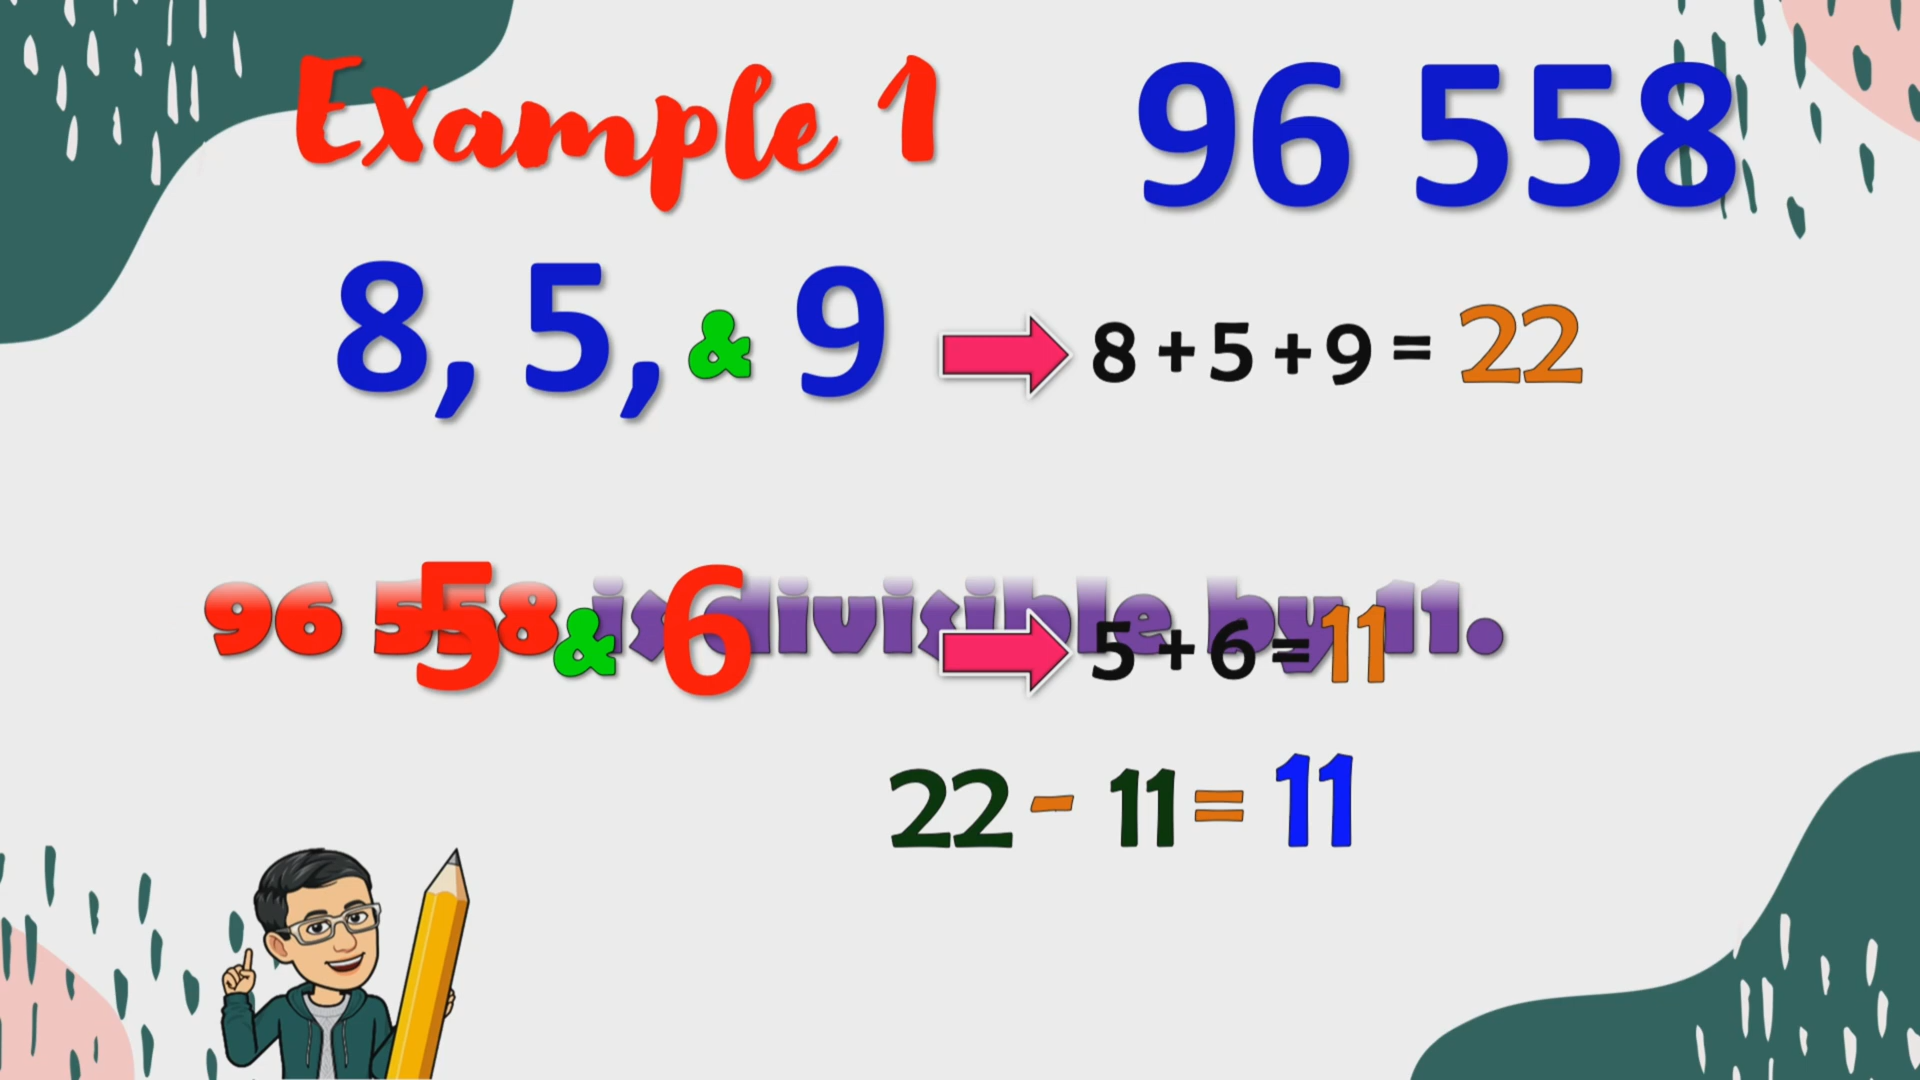 Example 1
96 558
8, 5, & 9 8 + 5 + 9 = 22
96 558 is divisible by 11.
5 & 6 5 + 6 = 11
22 - 11 = 11